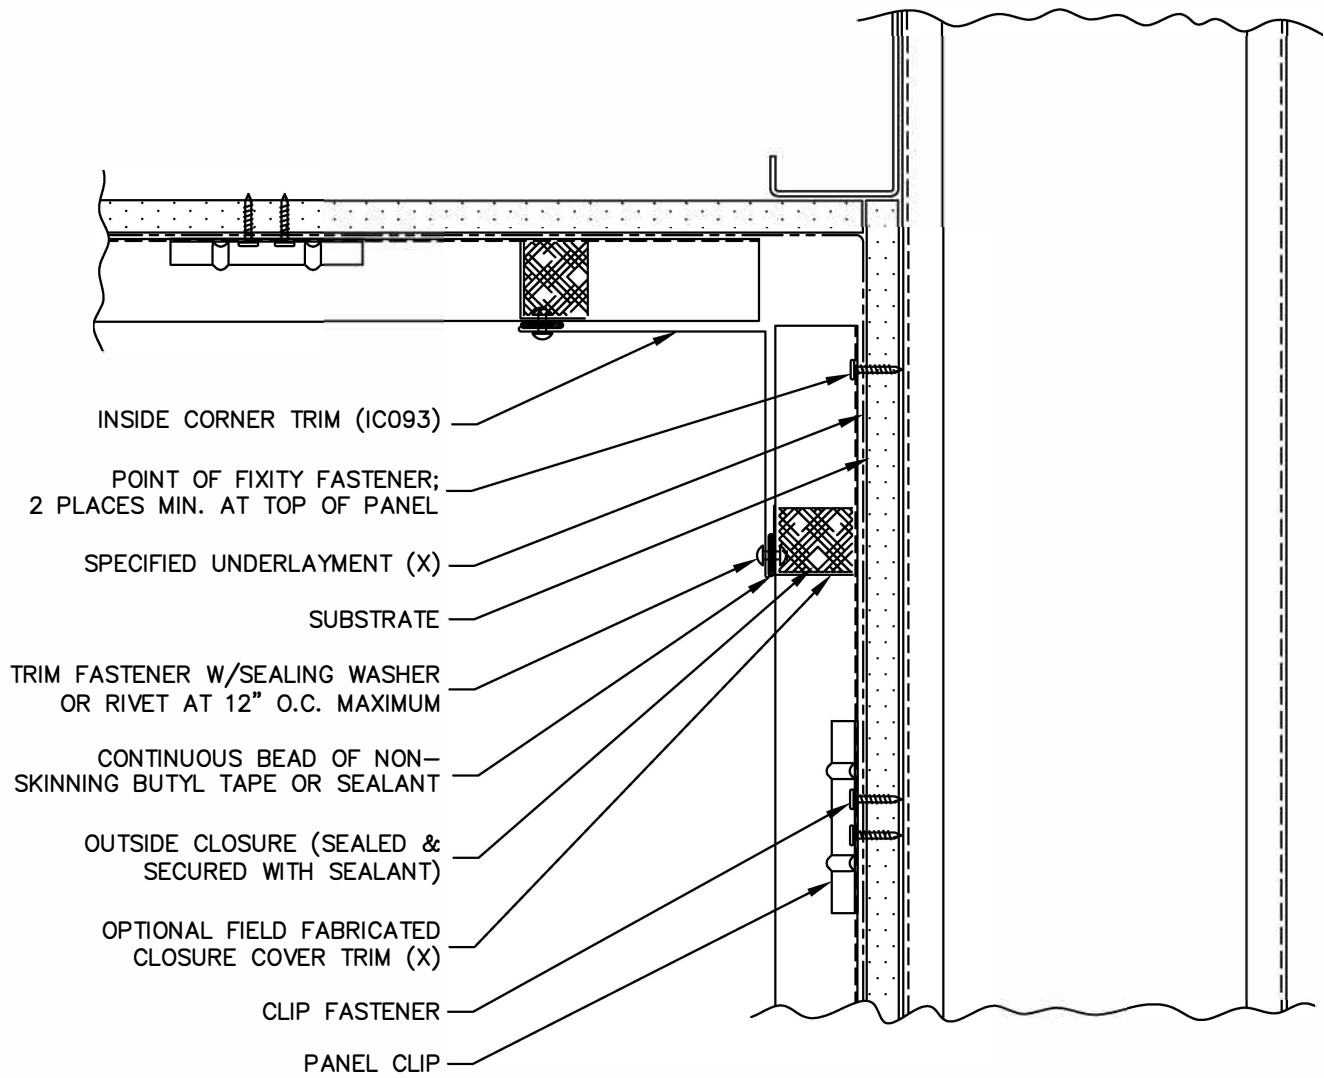 INSIDE CORNER TRIM (IC093)
POINT OF FIXITY FASTENER;
2 PLACES MIN. AT TOP OF PANEL
SPECIFIED UNDERLAYMENT (X)
SUBSTRATE
TRIM FASTENER W/SEALING WASHER
OR RIVET AT 12" O.C. MAXIMUM
CONTINUOUS BEAD OF NON-
SKINNING BUTYL TAPE OR SEALANT
OUTSIDE CLOSURE (SEALED &
SECURED WITH SEALANT)
OPTIONAL FIELD FABRICATED
CLOSURE COVER TRIM (X)
CLIP FASTENER
PANEL CLIP